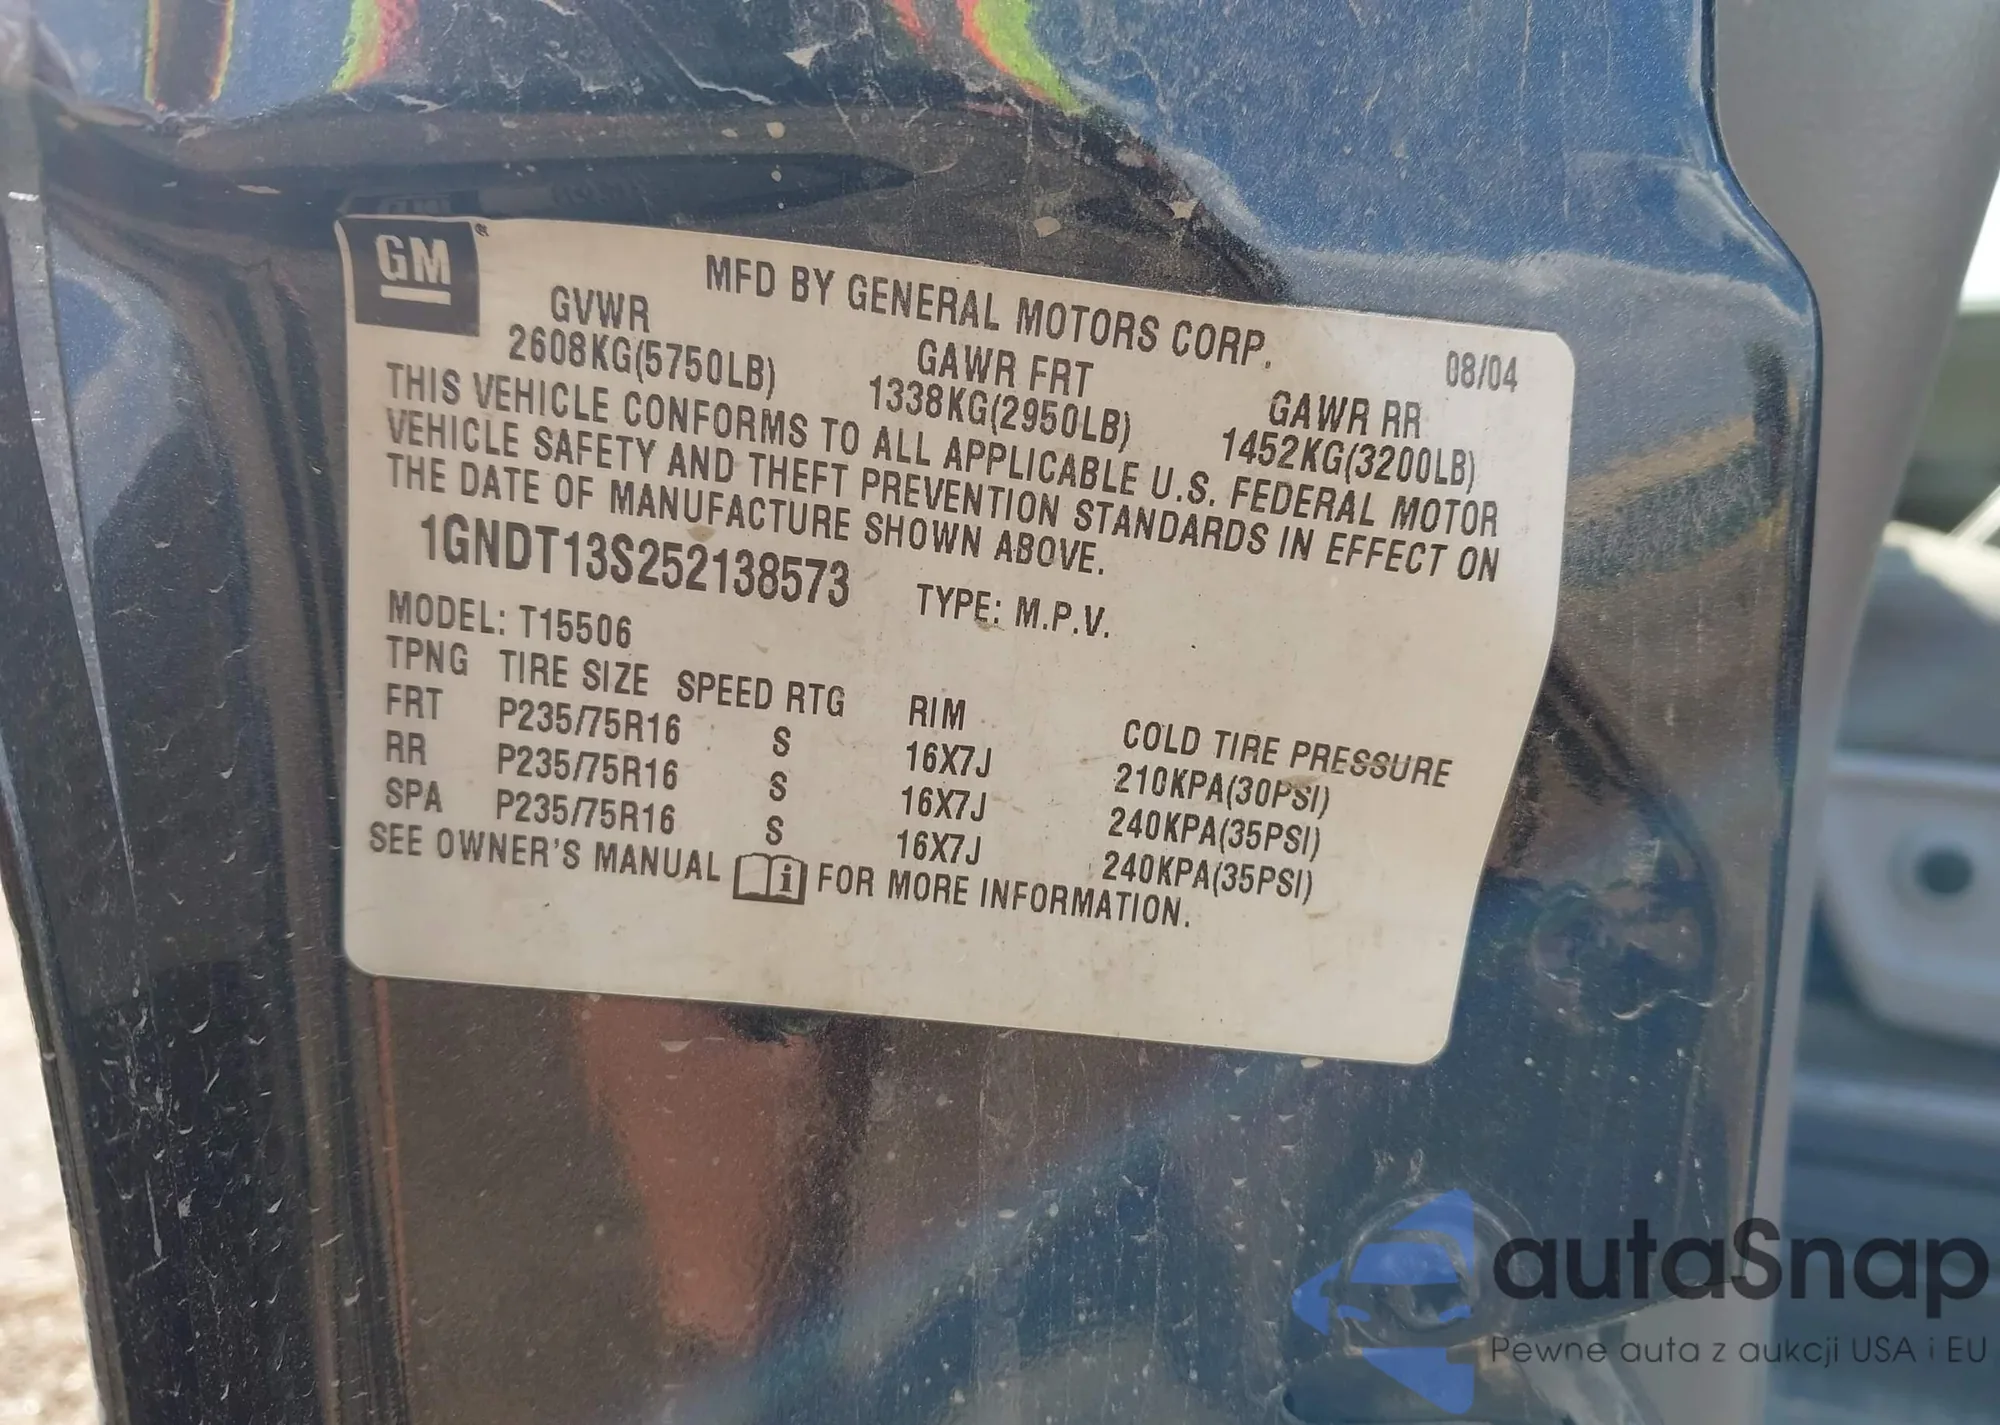 GM
MFD BY GENERAL MOTORS CORP.
08/04
GVWR
2608KG(5750LB)
GAWR FRT
1338KG(2950LB)
GAWR RR
1452KG(3200LB)
THIS VEHICLE CONFORMS TO ALL APPLICABLE U.S. FEDERAL MOTOR
VEHICLE SAFETY AND THEFT PREVENTION STANDARDS IN EFFECT ON
THE DATE OF MANUFACTURE SHOWN ABOVE.
1GNDT13S252138573 TYPE: M.P.V.
MODEL: T15506
TPNG TIRE SIZE SPEED RTG RIM COLD TIRE PRESSURE
FRT P235/75R16 S 16X7J 210KPA(30PSI)
RR P235/75R16 S 16X7J 240KPA(35PSI)
SPA P235/75R16 S 16X7J 240KPA(35PSI)
SEE OWNER'S MANUAL i FOR MORE INFORMATION.
autaSnap
Pewne auta z aukcji USA i EU